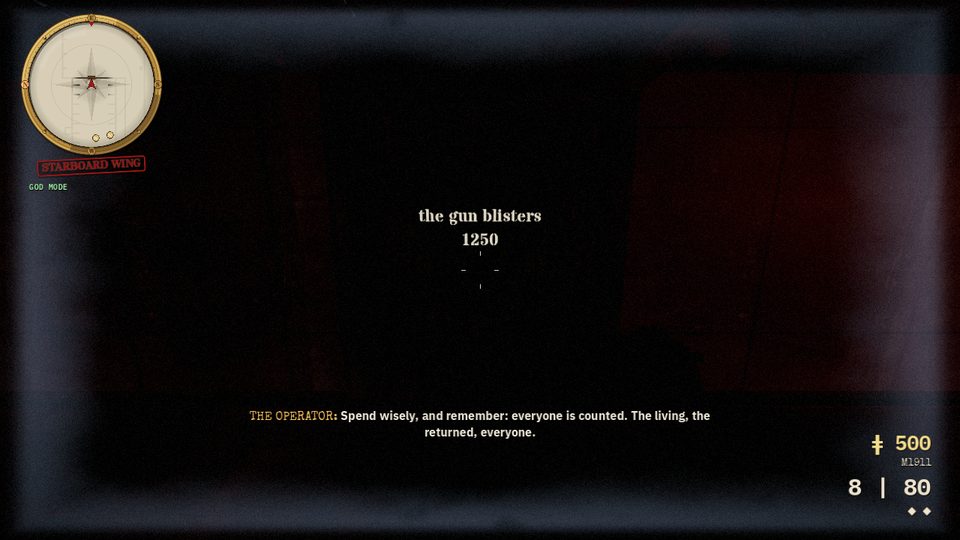 STARBOARD WING
GOD MODE
the gun blisters
1250
THE OPERATOR: Spend wisely, and remember: everyone is counted. The living, the
returned, everyone.
500
M1911
8 | 80